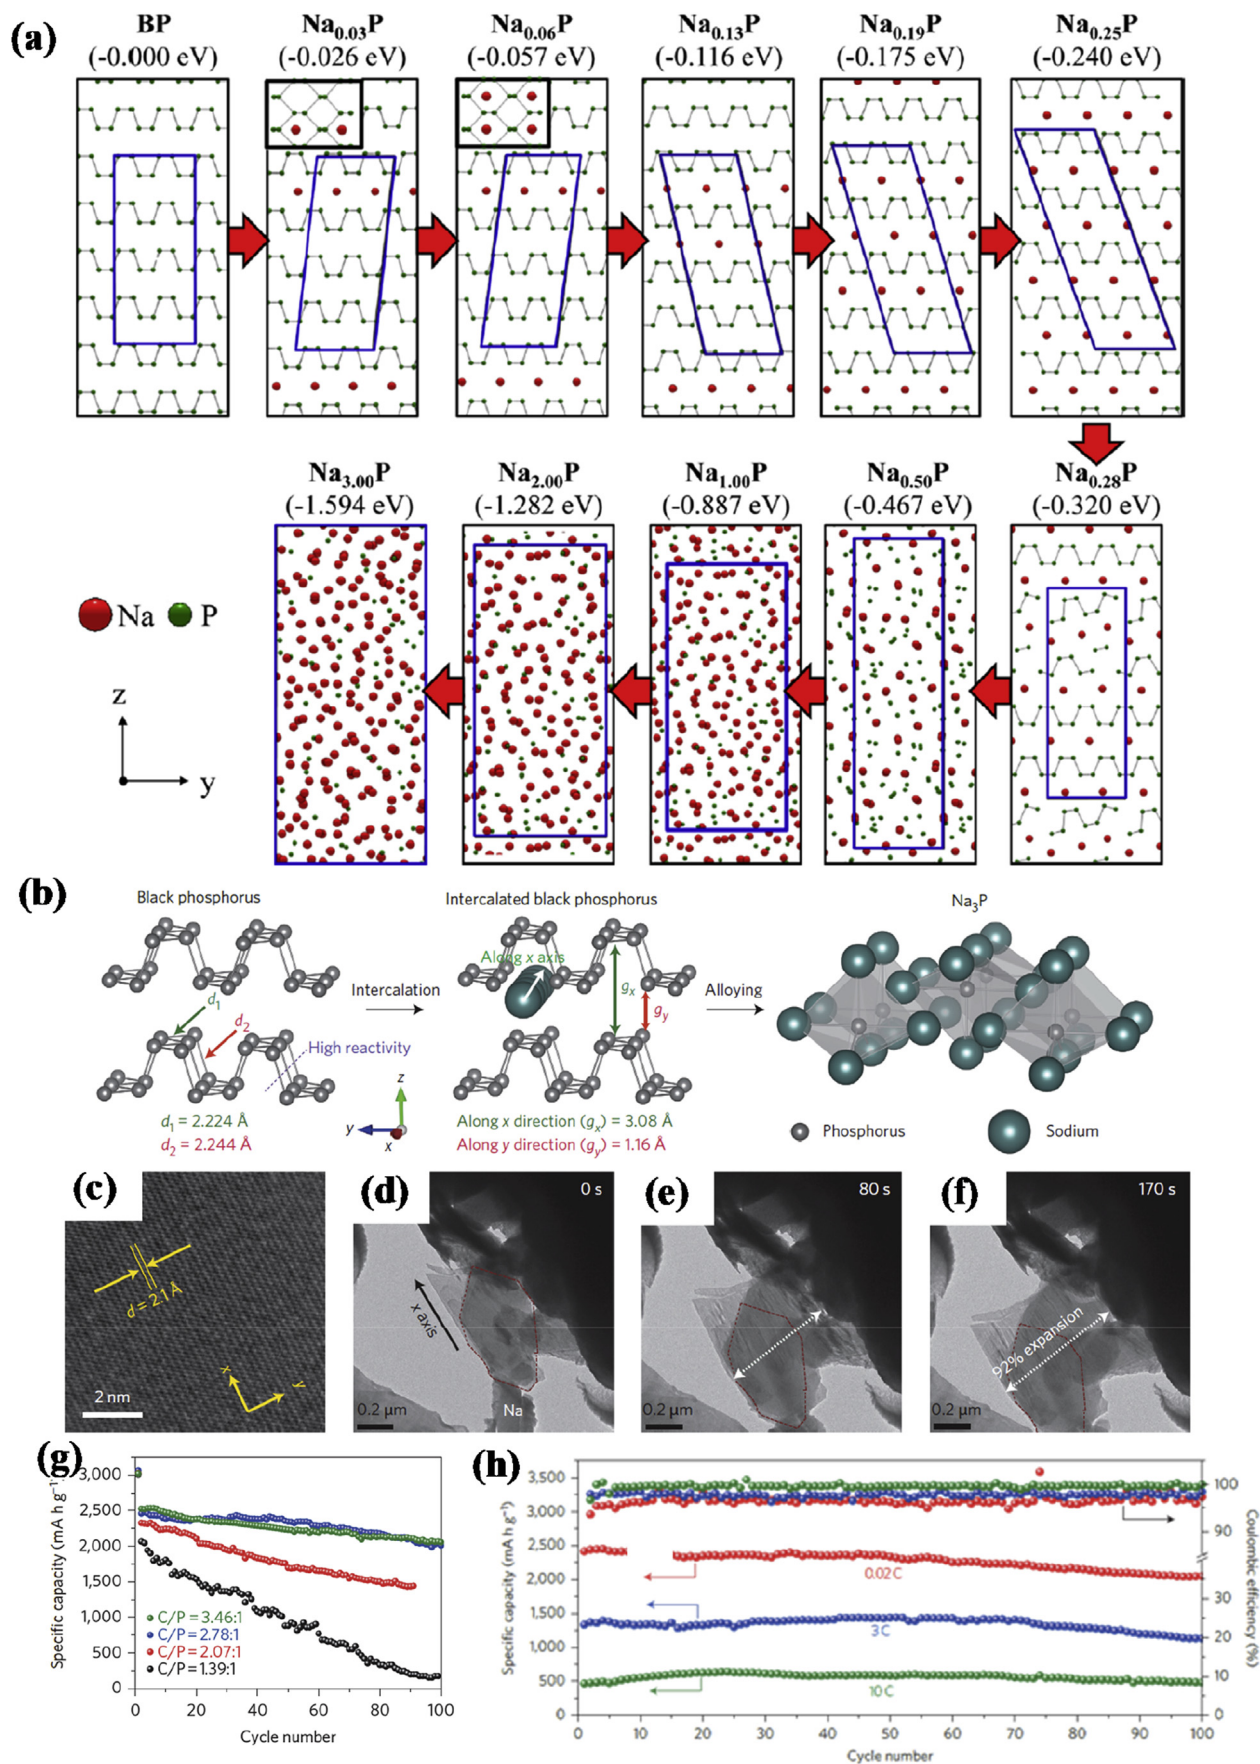 (a)
BP
(-0.000 eV)
Na0.03P
(-0.026 eV)
Na0.06P
(-0.057 eV)
Na0.13P
(-0.116 eV)
Na0.19P
(-0.175 eV)
Na0.25P
(-0.240 eV)
Na3.00P
(-1.594 eV)
Na2.00P
(-1.282 eV)
Na1.00P
(-0.887 eV)
Na0.50P
(-0.467 eV)
Na0.28P
(-0.320 eV)
Na P
z
y
(b)
Black phosphorus
Intercalated black phosphorus
Na3P
Along x axis
Intercalation
Alloying
d1
d2
gx
gy
High reactivity
z
y
x
d1 = 2.224 Å
d2 = 2.244 Å
Along x direction (gx) = 3.08 Å
Along y direction (gy) = 1.16 Å
Phosphorus
Sodium
(c)
d = 2.1 Å
x
y
2 nm
(d)
0 s
x axis
Na
0.2 μm
(e)
80 s
0.2 μm
(f)
170 s
92% expansion
0.2 μm
(g)
Specific capacity (mA h g⁻¹)
3,000
2,500
2,000
1,500
1,000
500
0
C/P = 3.46:1
C/P = 2.78:1
C/P = 2.07:1
C/P = 1.39:1
0 20 40 60 80 100
Cycle number
(h)
Specific capacity (mA h g⁻¹)
3,500
3,000
2,500
2,000
1,500
1,000
500
0
0.02 C
3 C
10 C
100
90
30
20
10
0
Coulombic efficiency (%)
0 10 20 30 40 50 60 70 80 90 100
Cycle number